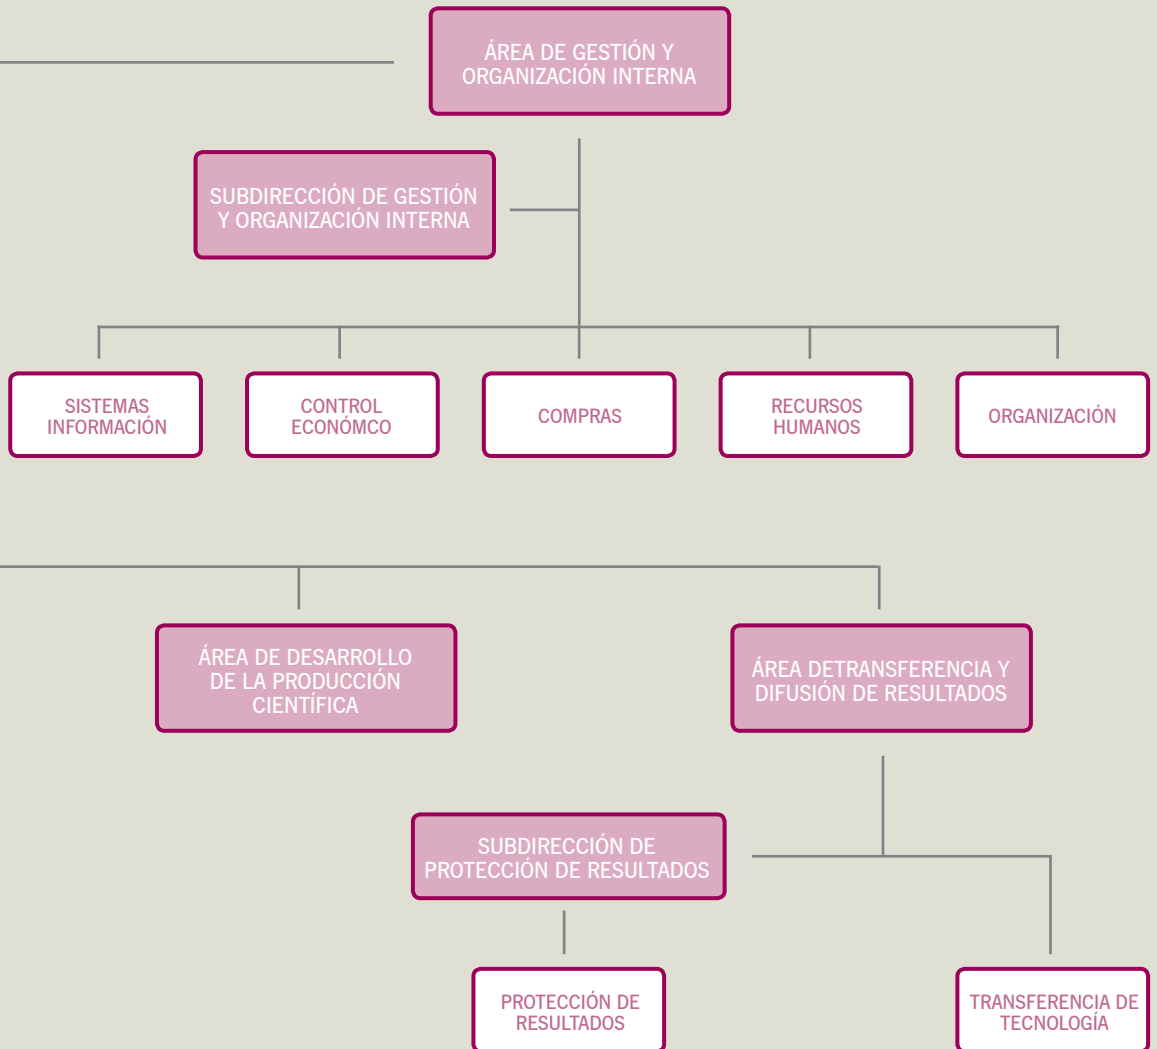 ÁREA DE GESTIÓN Y
ORGANIZACIÓN INTERNA
SUBDIRECCIÓN DE GESTIÓN
Y ORGANIZACIÓN INTERNA
SISTEMAS
INFORMACIÓN
CONTROL
ECONÓMCO
COMPRAS
RECURSOS
HUMANOS
ORGANIZACIÓN
ÁREA DE DESARROLLO
DE LA PRODUCCIÓN
CIENTÍFICA
ÁREA DETRANSFERENCIA Y
DIFUSIÓN DE RESULTADOS
SUBDIRECCIÓN DE
PROTECCIÓN DE RESULTADOS
PROTECCIÓN DE
RESULTADOS
TRANSFERENCIA DE
TECNOLOGÍA